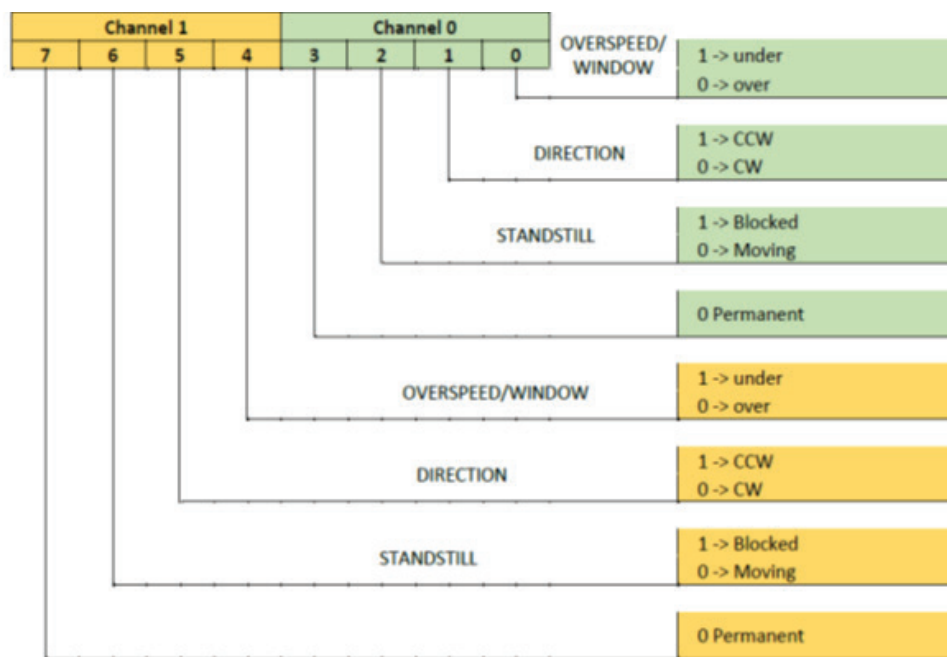 Channel 1 Channel 0
7 6 5 4 3 2 1 0
OVERSPEED/
WINDOW
1 -> under
0 -> over
DIRECTION
1 -> CCW
0 -> CW
STANDSTILL
1 -> Blocked
0 -> Moving
0 Permanent
OVERSPEED/WINDOW
1 -> under
0 -> over
DIRECTION
1 -> CCW
0 -> CW
STANDSTILL
1 -> Blocked
0 -> Moving
0 Permanent